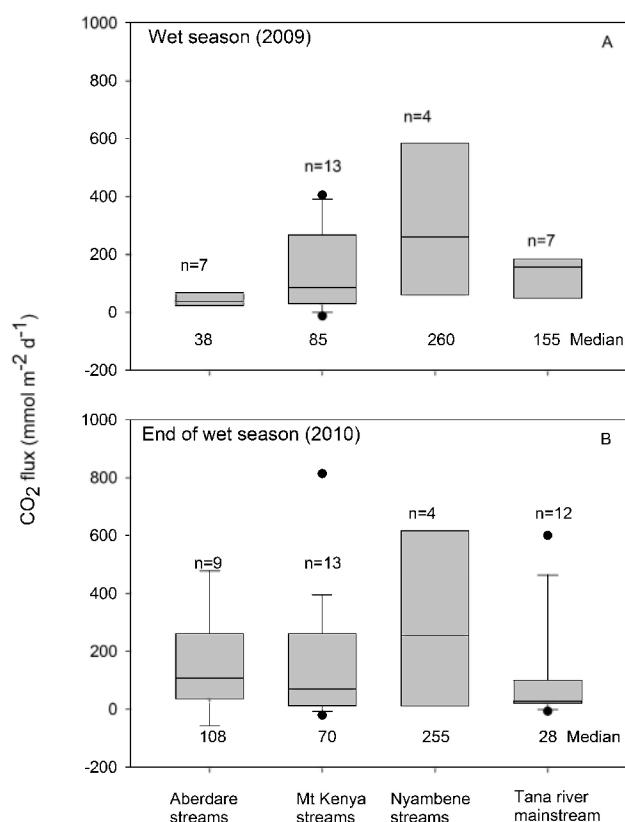 CO2 flux (mmol m-2 d-1)
Wet season (2009) A
1000
800
600
400
200
0
-200
n=7 n=13 n=4 n=7
38 85 260 155 Median
End of wet season (2010) B
1000
800
600
400
200
0
-200
n=9 n=13 n=4 n=12
108 70 255 28 Median
Aberdare streams
Mt Kenya streams
Nyambene streams
Tana river mainstream